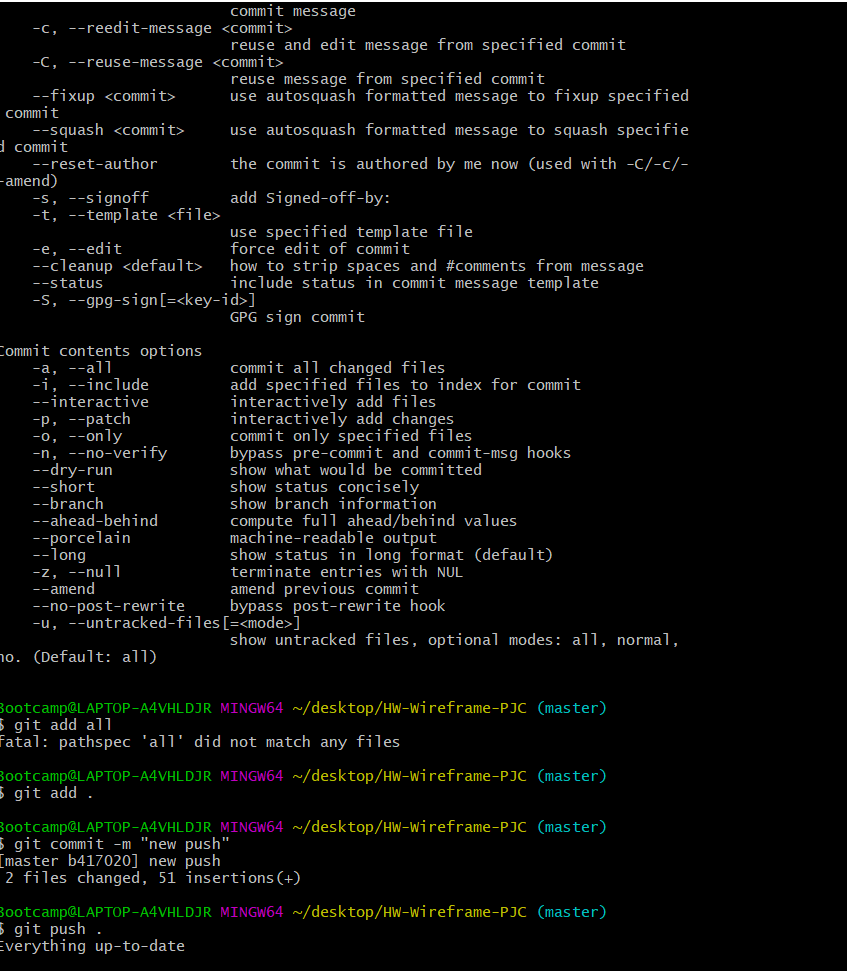 commit message
-c, --reedit-message <commit>
reuse and edit message from specified commit
-C, --reuse-message <commit>
reuse message from specified commit
--fixup <commit> use autosquash formatted message to fixup specified
commit
--squash <commit> use autosquash formatted message to squash specifie
d commit
--reset-author the commit is authored by me now (used with -C/-c/-
-amend)
-s, --signoff add Signed-off-by:
-t, --template <file>
use specified template file
-e, --edit force edit of commit
--cleanup <default> how to strip spaces and #comments from message
--status include status in commit message template
-S, --gpg-sign[=<key-id>]
GPG sign commit
Commit contents options
-a, --all commit all changed files
-i, --include add specified files to index for commit
--interactive interactively add files
-p, --patch interactively add changes
-o, --only commit only specified files
-n, --no-verify bypass pre-commit and commit-msg hooks
--dry-run show what would be committed
--short show status concisely
--branch show branch information
--ahead-behind compute full ahead/behind values
--porcelain machine-readable output
--long show status in long format (default)
-z, --null terminate entries with NUL
--amend amend previous commit
--no-post-rewrite bypass post-rewrite hook
-u, --untracked-files[=<mode>]
show untracked files, optional modes: all, normal,
no. (Default: all)
Bootcamp@LAPTOP-A4VHLDJR MINGW64 ~/desktop/HW-Wireframe-PJC (master)
$ git add all
fatal: pathspec 'all' did not match any files
Bootcamp@LAPTOP-A4VHLDJR MINGW64 ~/desktop/HW-Wireframe-PJC (master)
$ git add .
Bootcamp@LAPTOP-A4VHLDJR MINGW64 ~/desktop/HW-Wireframe-PJC (master)
$ git commit -m "new push"
[master b417020] new push
2 files changed, 51 insertions(+)
Bootcamp@LAPTOP-A4VHLDJR MINGW64 ~/desktop/HW-Wireframe-PJC (master)
$ git push .
Everything up-to-date